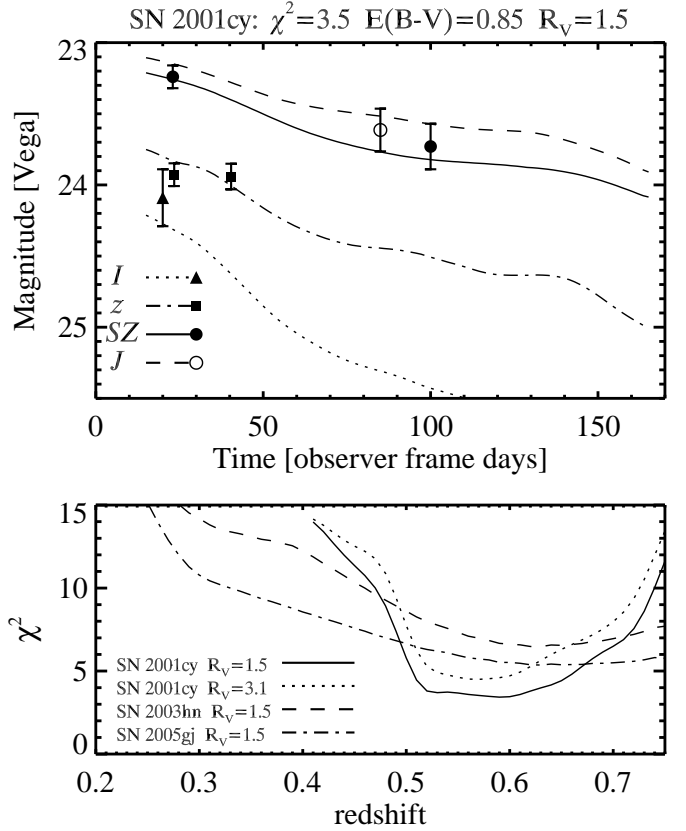 SN 2001cy: χ²=3.5 E(B-V)=0.85 R_V=1.5
23
24
25
Magnitude [Vega]
I
z
SZ
J
0 50 100 150
Time [observer frame days]
15
10
5
0
χ²
SN 2001cy R_V=1.5
SN 2001cy R_V=3.1
SN 2003hn R_V=1.5
SN 2005gj R_V=1.5
0.2 0.3 0.4 0.5 0.6 0.7
redshift